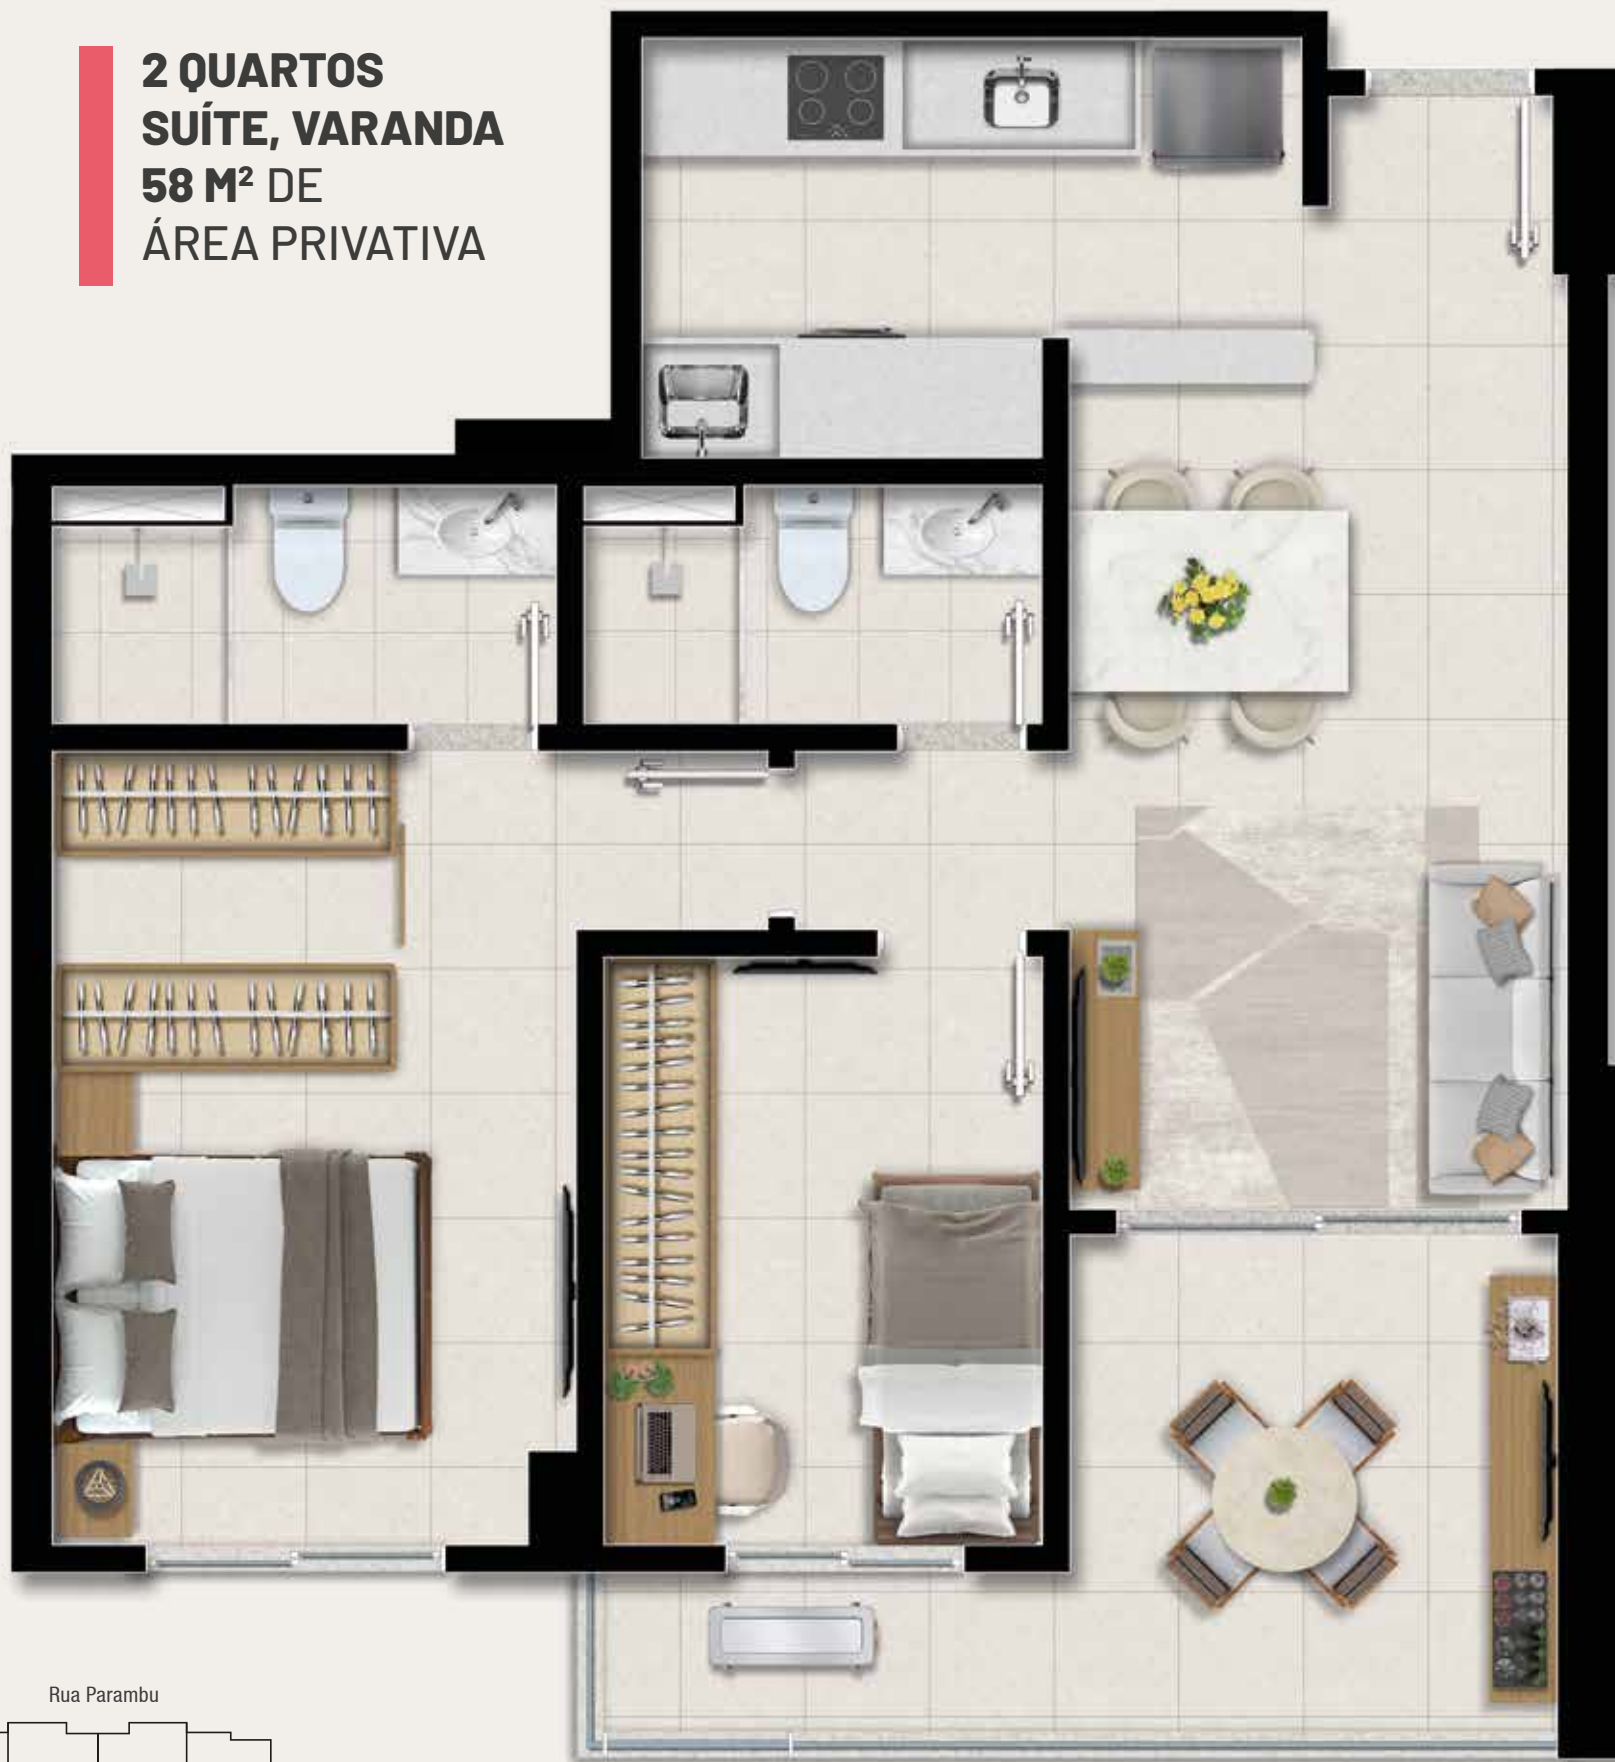 2 QUARTOS
SUÍTE, VARANDA
58 M² DE
ÁREA PRIVATIVA
Rua Parambu